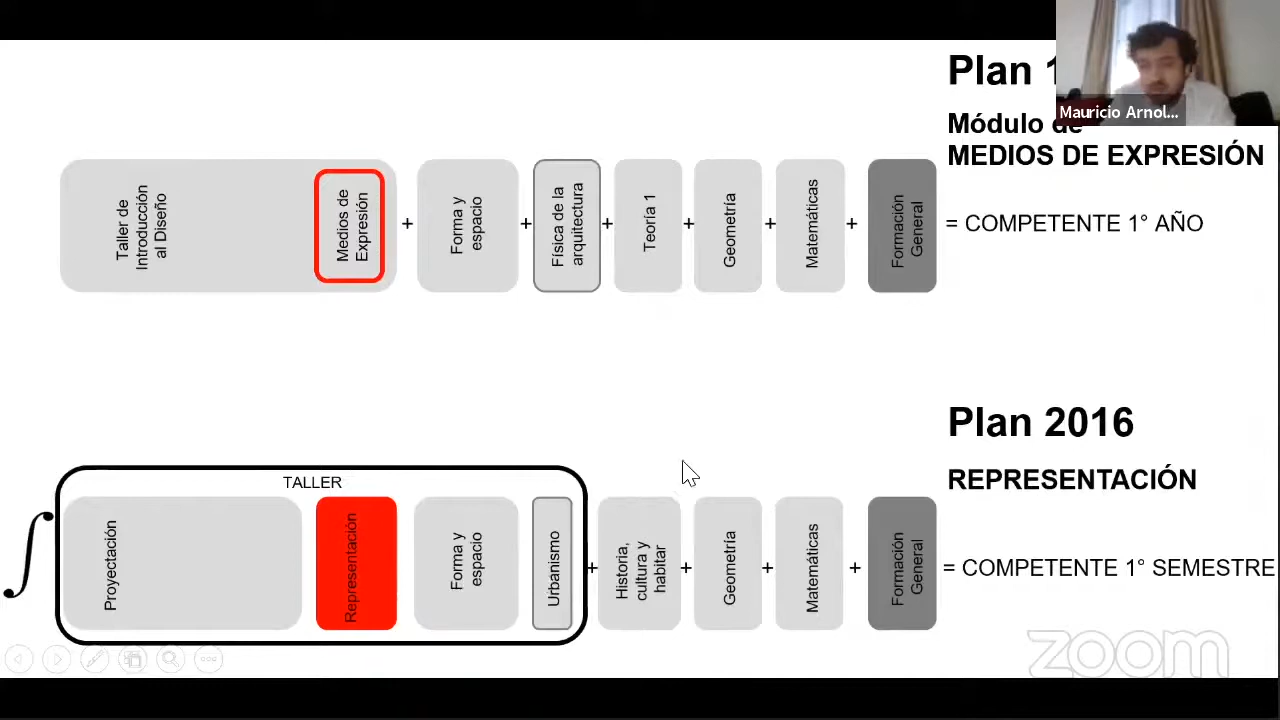 Plan 1
Mauricio Arnol...
Módulo de
MEDIOS DE EXPRESIÓN
Taller de
Introducción
al Diseño
Medios de
Expresión
+
Forma y
espacio
+
Física de la
arquitectura
+
Teoría 1
+
Geometría
+
Matemáticas
+
Formación
General
= COMPETENTE 1° AÑO
Plan 2016
REPRESENTACIÓN
TALLER
∫
Proyectación
Representación
Forma y
espacio
Urbanismo
+
Historia,
cultura y
habitar
+
Geometría
+
Matemáticas
+
Formación
General
= COMPETENTE 1° SEMESTRE
zoom